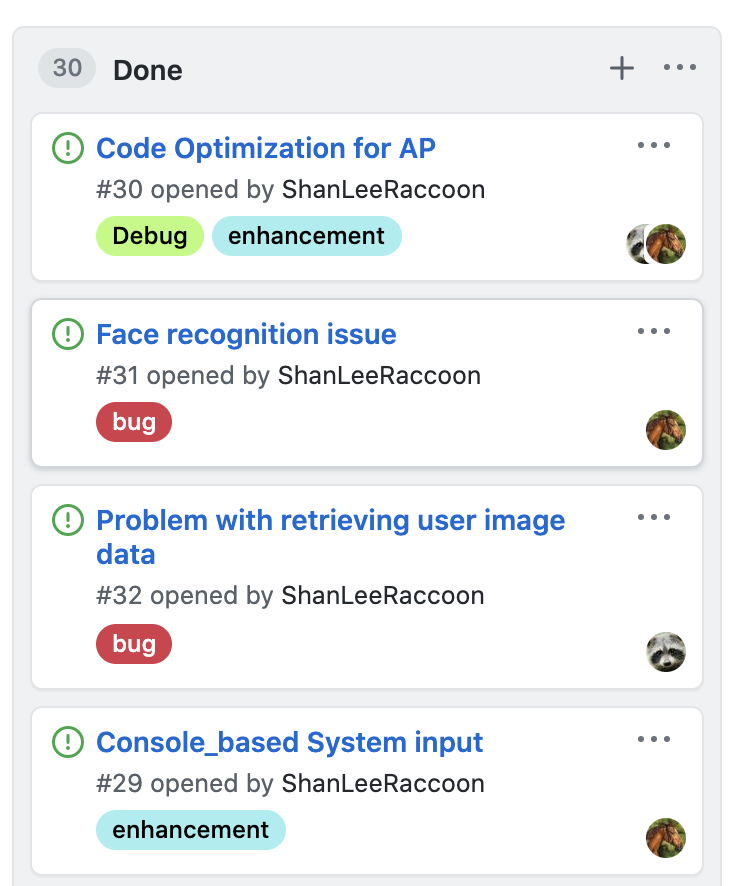 30 Done
Code Optimization for AP
#30 opened by ShanLeeRaccoon
Debug enhancement
Face recognition issue
#31 opened by ShanLeeRaccoon
bug
Problem with retrieving user image
data
#32 opened by ShanLeeRaccoon
bug
Console_based System input
#29 opened by ShanLeeRaccoon
enhancement